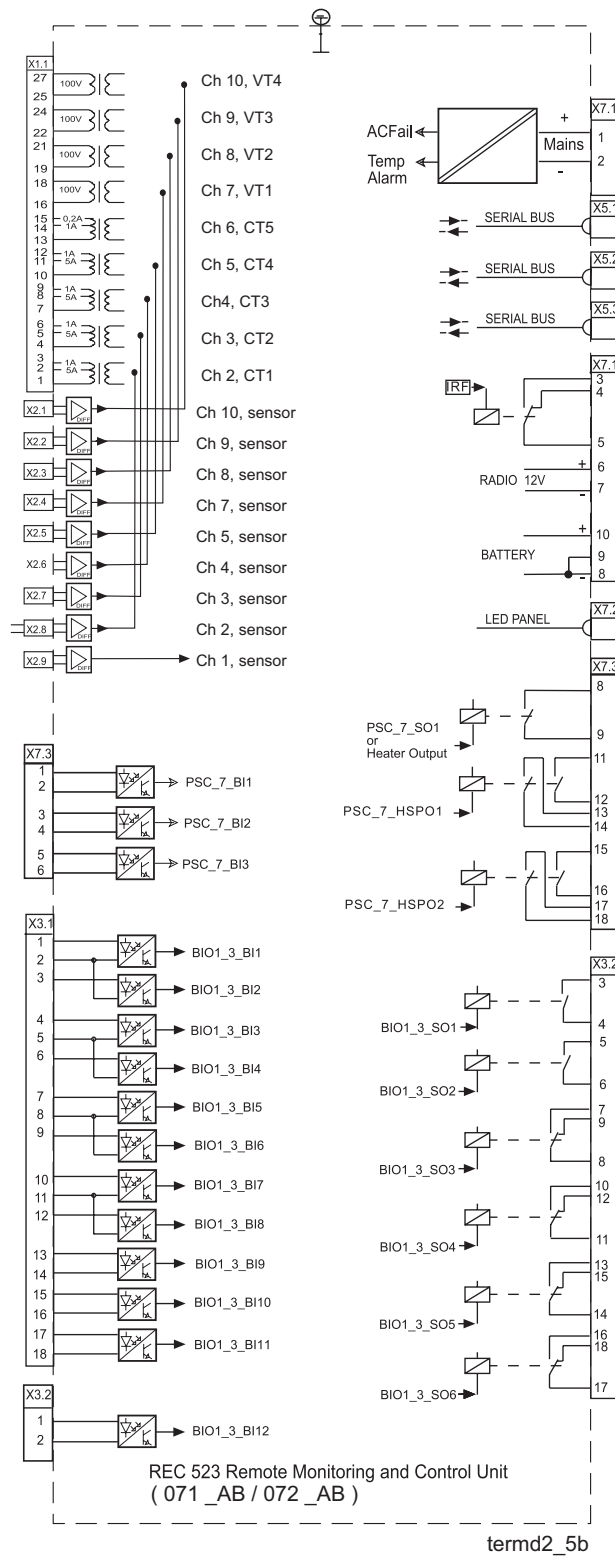 X1.1
27
100V
25
Ch 10, VT4
24
100V
22
Ch 9, VT3
21
100V
19
Ch 8, VT2
18
100V
16
Ch 7, VT1
15
0,2A
14
1A
13
Ch 6, CT5
12
1A
11
5A
10
Ch 5, CT4
9
1A
8
5A
7
Ch4, CT3
6
1A
5
5A
4
Ch 3, CT2
3
1A
2
5A
1
Ch 2, CT1
X2.1
DIFF
Ch 10, sensor
X2.2
DIFF
Ch 9, sensor
X2.3
DIFF
Ch 8, sensor
X2.4
DIFF
Ch 7, sensor
X2.5
DIFF
Ch 5, sensor
X2.6
DIFF
Ch 4, sensor
X2.7
DIFF
Ch 3, sensor
X2.8
DIFF
Ch 2, sensor
X2.9
DIFF
Ch 1, sensor
X7.3
1
2
PSC_7_BI1
3
4
PSC_7_BI2
5
6
PSC_7_BI3
X3.1
1
2
BIO1_3_BI1
3
BIO1_3_BI2
4
5
BIO1_3_BI3
6
BIO1_3_BI4
7
8
BIO1_3_BI5
9
BIO1_3_BI6
10
11
BIO1_3_BI7
12
BIO1_3_BI8
13
14
BIO1_3_BI9
15
16
BIO1_3_BI10
17
18
BIO1_3_BI11
X3.2
1
2
BIO1_3_BI12
X7.1
ACFail
+
1
Mains
Temp
Alarm
2
-
X5.1
SERIAL BUS
X5.2
SERIAL BUS
X5.3
SERIAL BUS
X7.1
IRF
3
4
5
+
6
RADIO 12V
7
-
+
10
BATTERY
9
-
8
X7.2
LED PANEL
X7.3
8
PSC_7_SO1
or
Heater Output
9
11
PSC_7_HSPO1
12
13
14
15
PSC_7_HSPO2
16
17
18
X3.2
3
BIO1_3_SO1
4
5
BIO1_3_SO2
6
7
9
BIO1_3_SO3
8
10
12
BIO1_3_SO4
11
13
15
BIO1_3_SO5
14
16
18
BIO1_3_SO6
17
REC 523 Remote Monitoring and Control Unit
( 071 _AB / 072 _AB )
termd2_5b